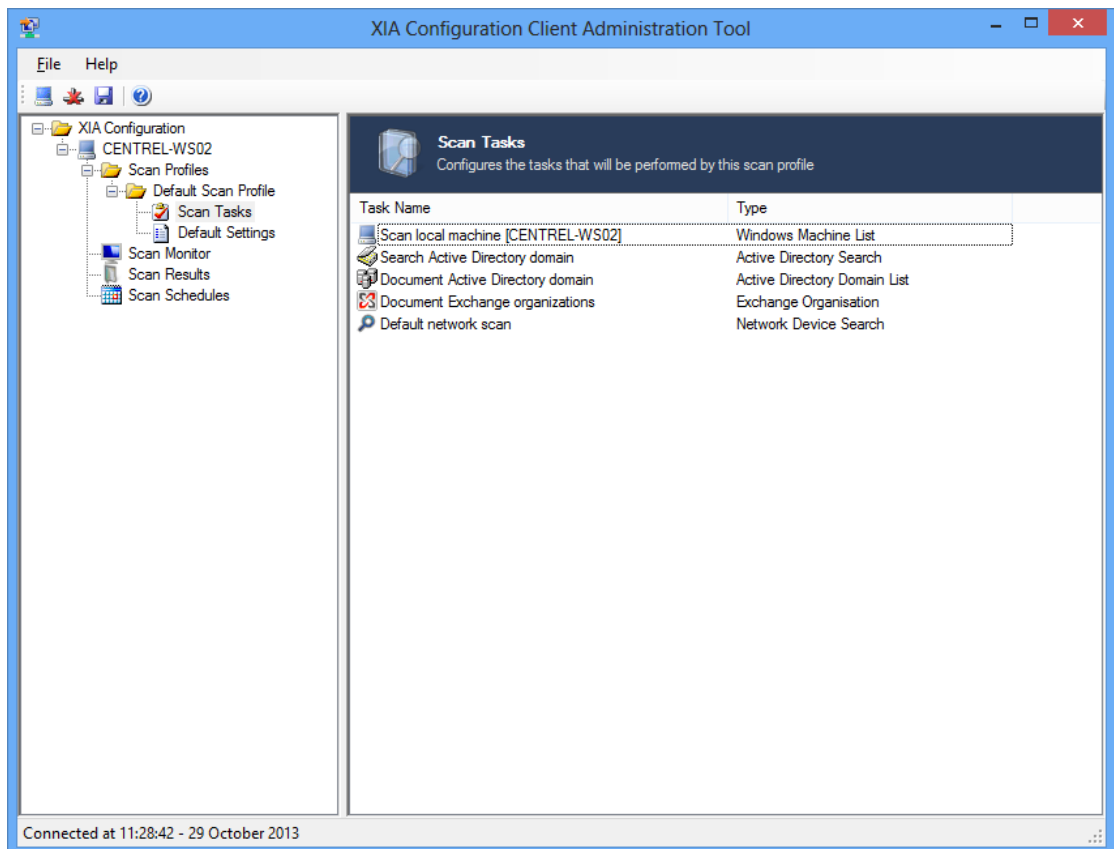 XIA Configuration Client Administration Tool
File Help
XIA Configuration
CENTREL-WS02
Scan Profiles
Default Scan Profile
Scan Tasks
Default Settings
Scan Monitor
Scan Results
Scan Schedules
Scan Tasks
Configures the tasks that will be performed by this scan profile
Task Name Type
Scan local machine [CENTREL-WS02] Windows Machine List
Search Active Directory domain Active Directory Search
Document Active Directory domain Active Directory Domain List
Document Exchange organizations Exchange Organisation
Default network scan Network Device Search
Connected at 11:28:42 - 29 October 2013